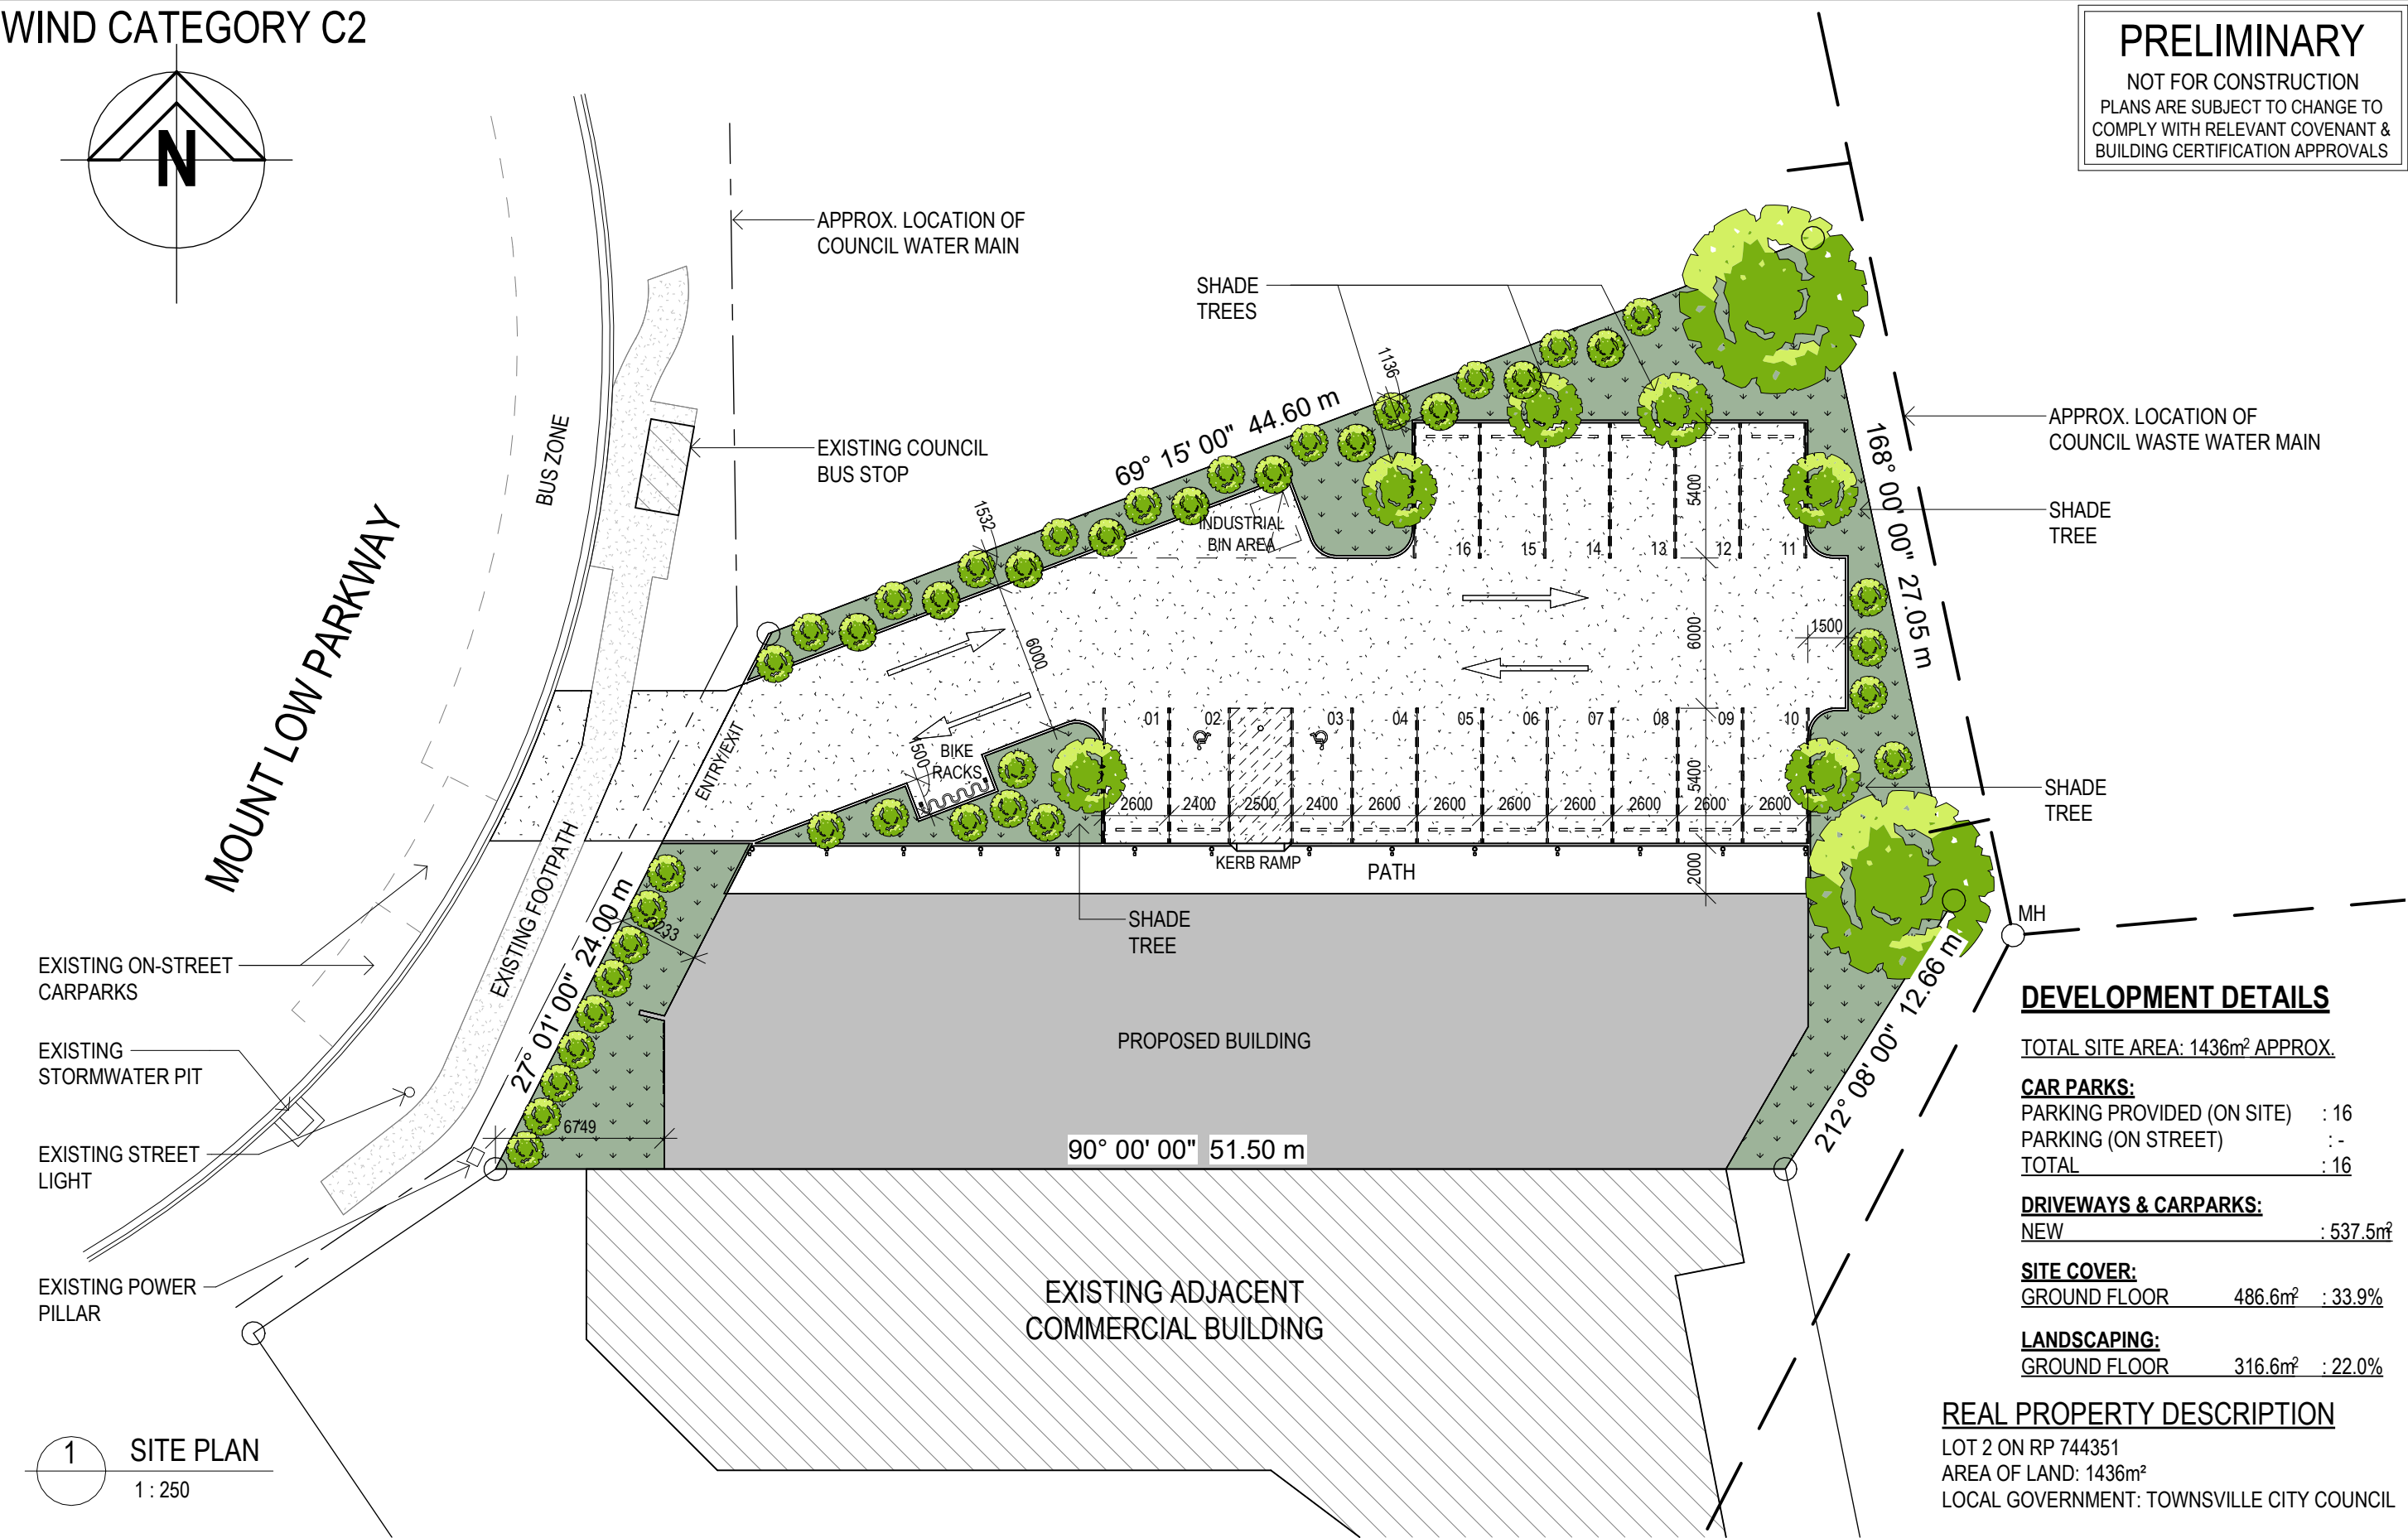 WIND CATEGORY C2
N
PRELIMINARY
NOT FOR CONSTRUCTION
PLANS ARE SUBJECT TO CHANGE TO
COMPLY WITH RELEVANT COVENANT &
BUILDING CERTIFICATION APPROVALS
APPROX. LOCATION OF
COUNCIL WATER MAIN
SHADE
TREES
1136
69° 15' 00" 44.60 m
BUS ZONE
EXISTING COUNCIL
BUS STOP
APPROX. LOCATION OF
COUNCIL WASTE WATER MAIN
168° 00' 00" 27.05 m
SHADE
TREE
1532
INDUSTRIAL
BIN AREA
5400
16
15
14
13
12
11
MOUNT LOW PARKWAY
6000
6000
1500
ENTRY/EXIT
1500
BIKE
RACKS
01
02
03
04
05
06
07
08
09
10
5400
2600
2400
2500
2400
2600
2600
2600
2600
2600
2600
2600
SHADE
TREE
KERB RAMP
PATH
2000
EXISTING FOOTPATH
SHADE
TREE
MH
27° 01' 00" 24.00 m
3233
EXISTING ON-STREET
CARPARKS
EXISTING
STORMWATER PIT
EXISTING STREET
LIGHT
EXISTING POWER
PILLAR
6749
PROPOSED BUILDING
90° 00' 00" 51.50 m
212° 08' 00" 12.66 m
EXISTING ADJACENT
COMMERCIAL BUILDING
DEVELOPMENT DETAILS
TOTAL SITE AREA: 1436m² APPROX.
CAR PARKS:
PARKING PROVIDED (ON SITE) : 16
PARKING (ON STREET) : -
TOTAL : 16
DRIVEWAYS & CARPARKS:
NEW : 537.5m²
SITE COVER:
GROUND FLOOR 486.6m² : 33.9%
LANDSCAPING:
GROUND FLOOR 316.6m² : 22.0%
REAL PROPERTY DESCRIPTION
LOT 2 ON RP 744351
AREA OF LAND: 1436m²
LOCAL GOVERNMENT: TOWNSVILLE CITY COUNCIL
1
SITE PLAN
1 : 250